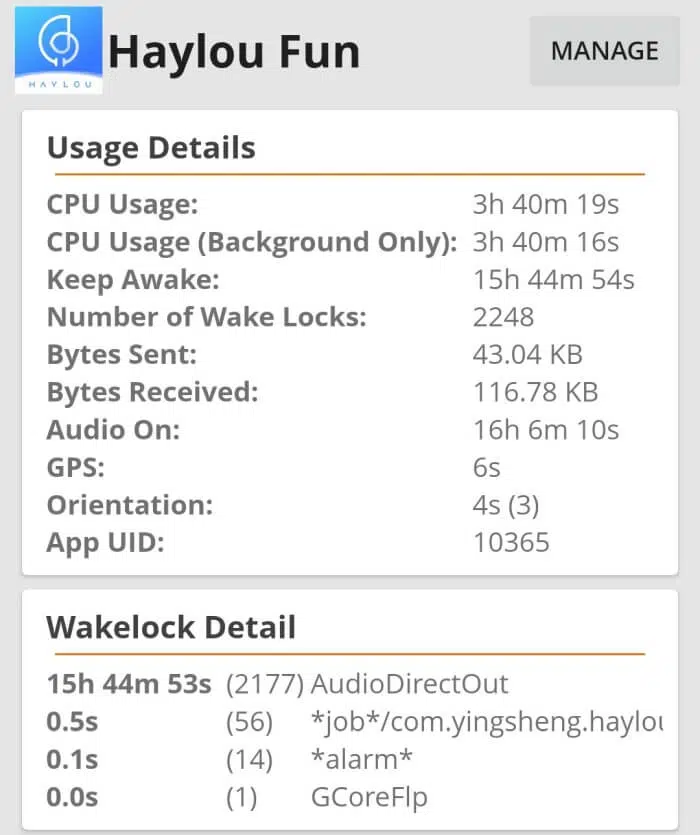 HAYLOU
Haylou Fun
MANAGE
Usage Details
CPU Usage: 3h 40m 19s
CPU Usage (Background Only): 3h 40m 16s
Keep Awake: 15h 44m 54s
Number of Wake Locks: 2248
Bytes Sent: 43.04 KB
Bytes Received: 116.78 KB
Audio On: 16h 6m 10s
GPS: 6s
Orientation: 4s (3)
App UID: 10365
Wakelock Detail
15h 44m 53s (2177) AudioDirectOut
0.5s (56) *job*/com.yingsheng.haylou
0.1s (14) *alarm*
0.0s (1) GCoreFlp